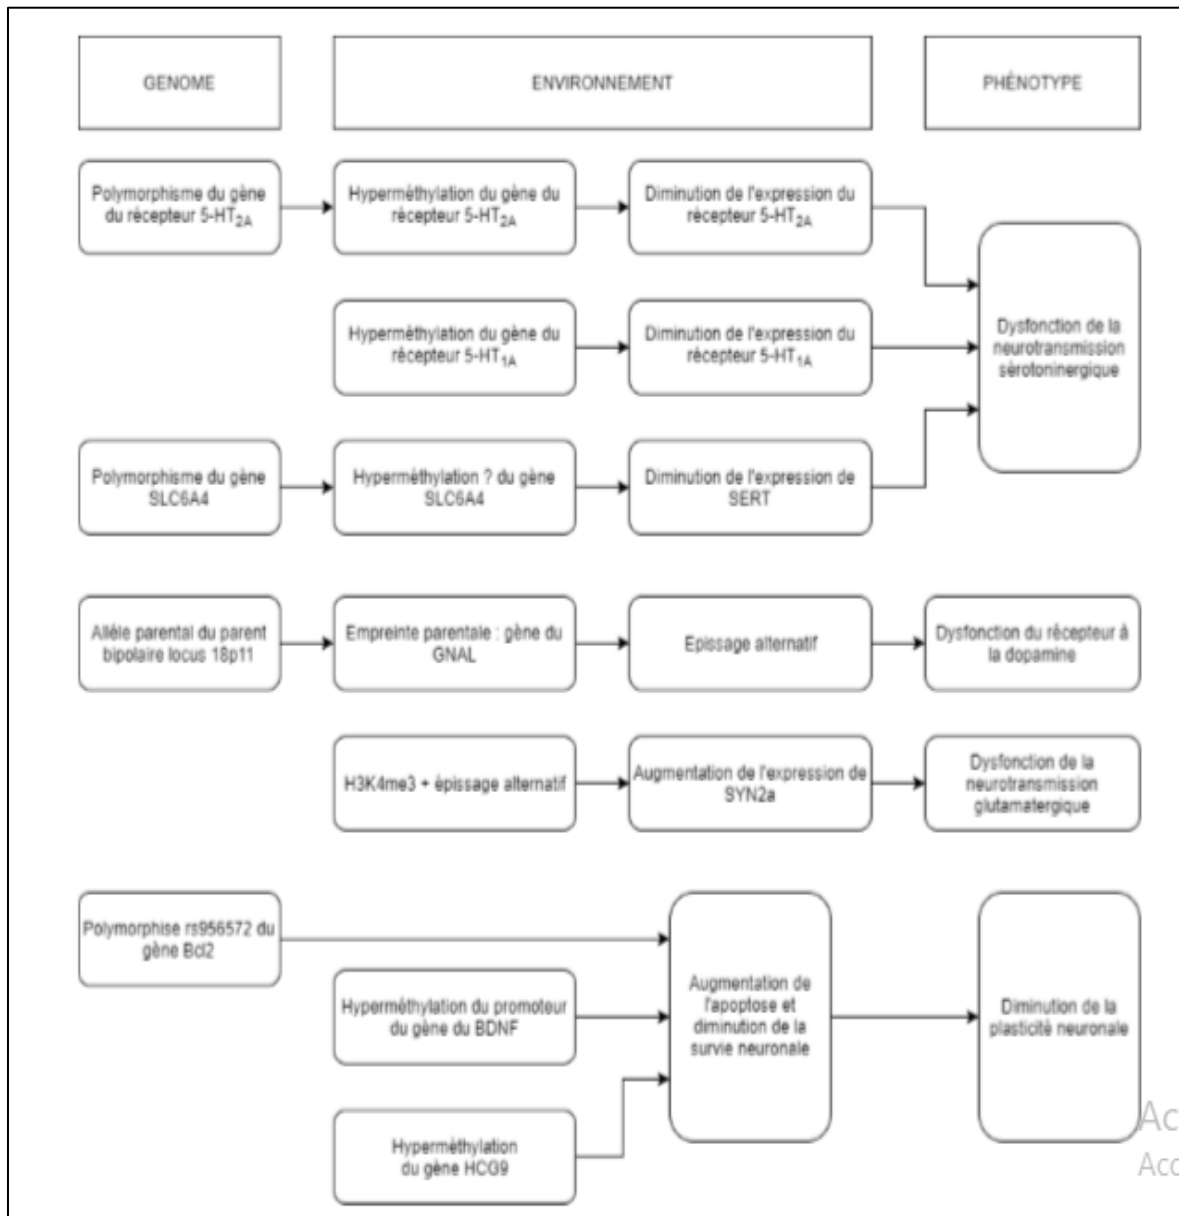 GENOME
ENVIRONNEMENT
PHÉNOTYPE
Polymorphisme du gène
du récepteur 5-HT2A
Hyperméthylation du gène du
récepteur 5-HT2A
Diminution de l'expression du
récepteur 5-HT2A
Hyperméthylation du gène du
récepteur 5-HT1A
Diminution de l'expression du
récepteur 5-HT1A
Dysfonction de la
neurotransmission
sérotoninergique
Polymorphisme du gène
SLC6A4
Hyperméthylation ? du gène
SLC6A4
Diminution de l'expression de
SERT
Allèle parental du parent
bipolaire locus 18p11
Empreinte parentale : gène du
GNAL
Epissage alternatif
Dysfonction du récepteur à
la dopamine
H3K4me3 + épissage alternatif
Augmentation de l'expression de
SYN2a
Dysfonction de la
neurotransmission
glutamatergique
Polymorphise rs956572 du
gène Bcl2
Hyperméthylation du promoteur
du gène du BDNF
Hyperméthylation
du gène HCG9
Augmentation de
l'apoptose et
diminution de la
survie neuronale
Diminution de la
plasticité neuronale
Ac
Acc